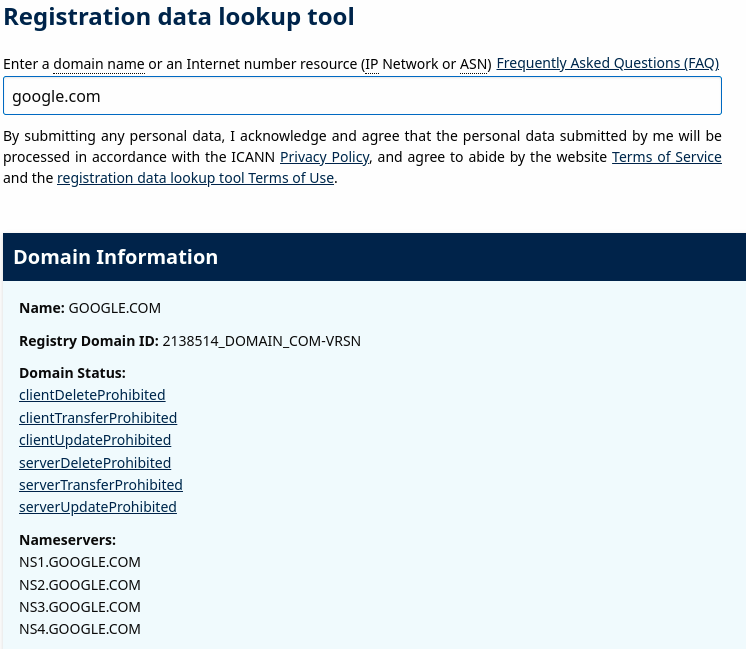 Registration data lookup tool
Enter a domain name or an Internet number resource (IP Network or ASN) Frequently Asked Questions (FAQ)
google.com
By submitting any personal data, I acknowledge and agree that the personal data submitted by me will be
processed in accordance with the ICANN Privacy Policy, and agree to abide by the website Terms of Service
and the registration data lookup tool Terms of Use.
Domain Information
Name: GOOGLE.COM
Registry Domain ID: 2138514_DOMAIN_COM-VRSN
Domain Status:
clientDeleteProhibited
clientTransferProhibited
clientUpdateProhibited
serverDeleteProhibited
serverTransferProhibited
serverUpdateProhibited
Nameservers:
NS1.GOOGLE.COM
NS2.GOOGLE.COM
NS3.GOOGLE.COM
NS4.GOOGLE.COM